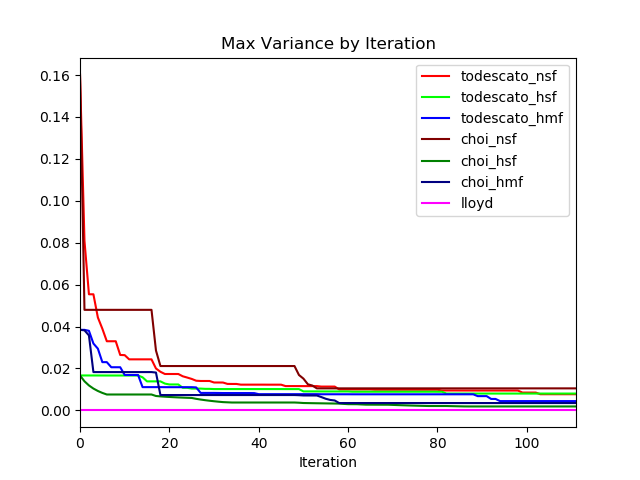 Max Variance by Iteration
0.16
0.14
0.12
0.10
0.08
0.06
0.04
0.02
0.00
todescato_nsf
todescato_hsf
todescato_hmf
choi_nsf
choi_hsf
choi_hmf
lloyd
0 20 40 60 80 100
Iteration